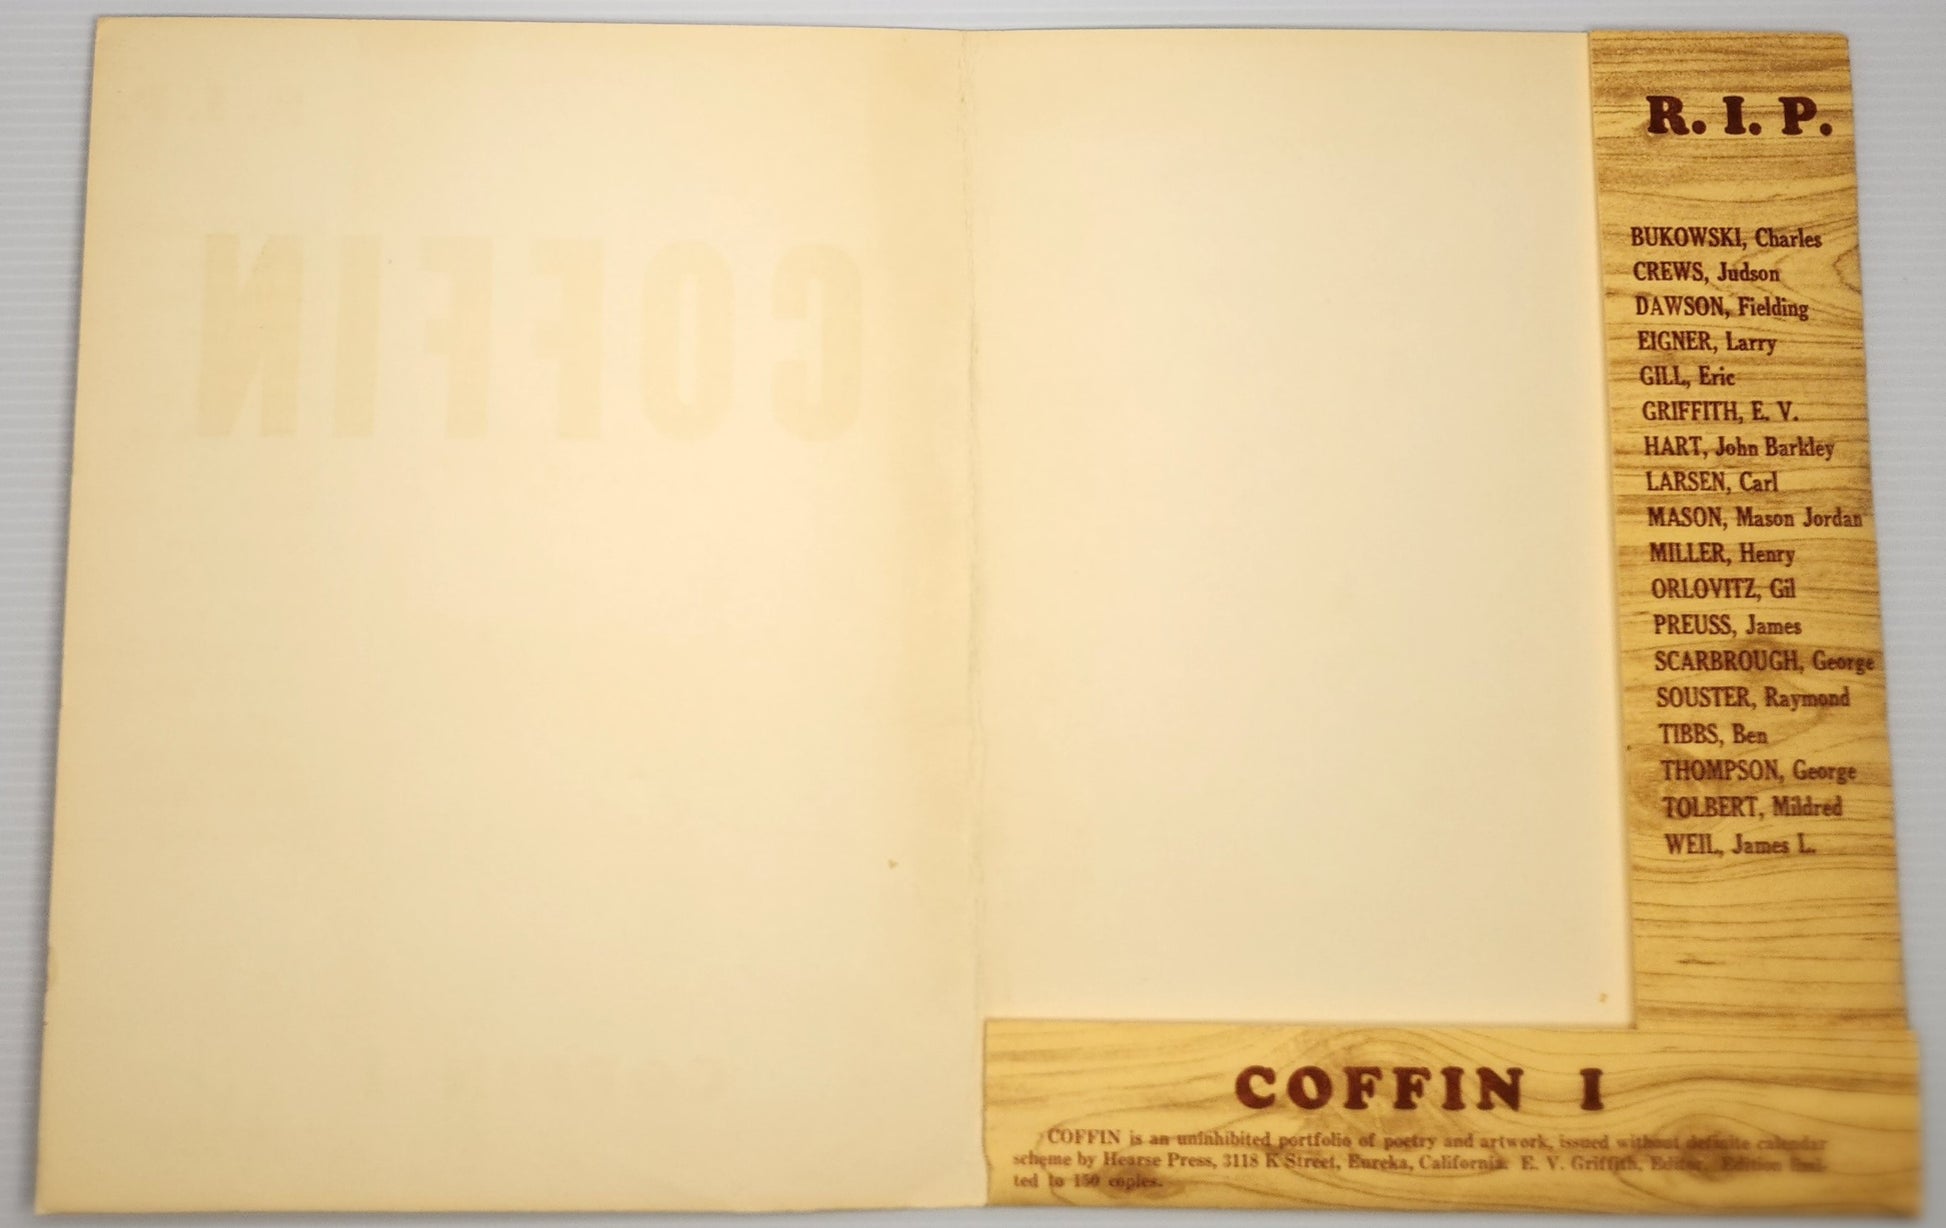 COFFIN
R. I. P.
BUKOWSKI, Charles
CREWS, Judson
DAWSON, Fielding
EIGNER, Larry
GILL, Eric
GRIFFITH, E. V.
HART, John Barkley
LARSEN, Carl
MASON, Mason Jordan
MILLER, Henry
ORLOVITZ, Gil
PREUSS, James
SCARBROUGH, George
SOUSTER, Raymond
TIBBS, Ben
THOMPSON, George
TOLBERT, Mildred
WEIL, James L.
COFFIN I
COFFIN is an uninhibited portfolio of poetry and artwork, issued without definite calendar
scheme by Hearse Press, 3118 K Street, Eureka, California. E. V. Griffith, Editor. Edition limi-
ted to 150 copies.